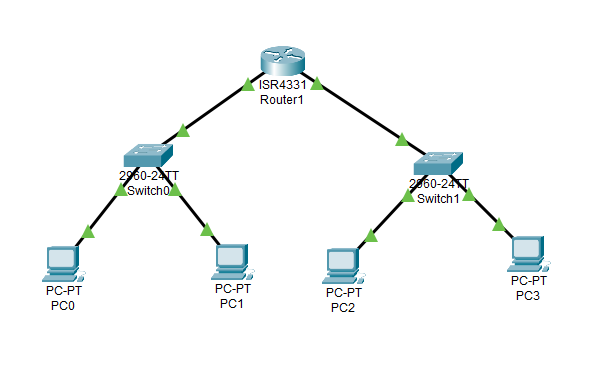 ISR4331
Router1
2960-24TT
Switch0
2960-24TT
Switch1
PC-PT
PC0
PC-PT
PC1
PC-PT
PC2
PC-PT
PC3